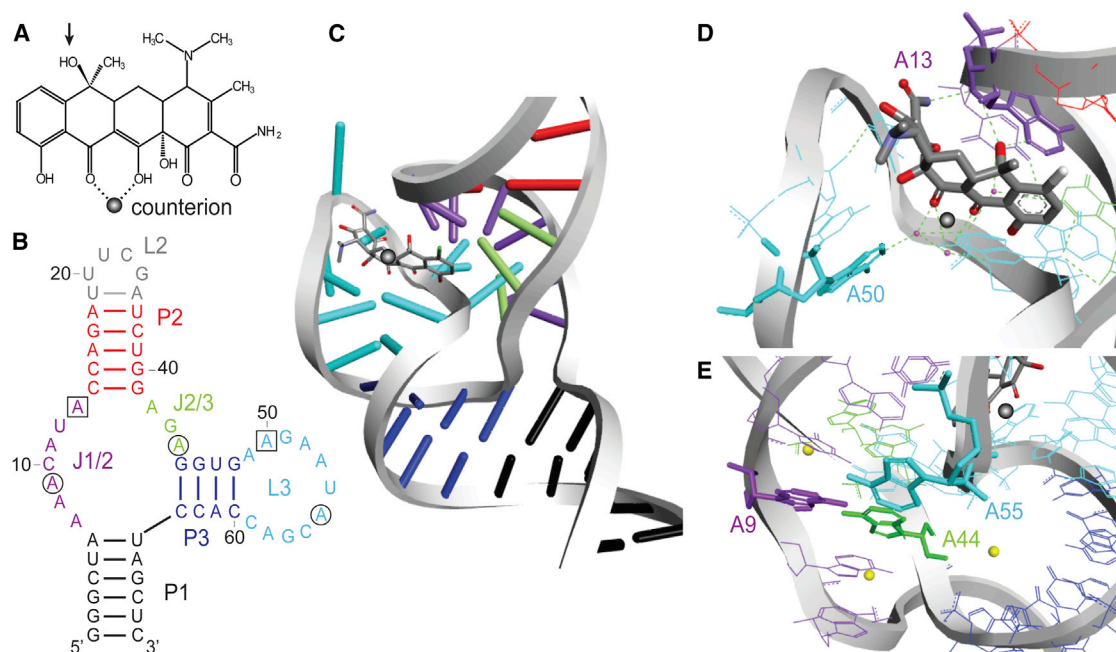 A
HO
CH3
H3C
CH3
N
CH3
NH2
OH
O
OH
OH
O
O
counterion
B
L2
U C
U G
20 U A
U
P2
A U
G C
A U
C G
C G 40
A
A J2/3
U G
A A
C
10 A J1/2
A
A
A
G G U G A A G A A U
50
C C A C C A G C A
L3
P3
60
A U
U A
C G
G C
G U
G C
P1
5' 3'
C
D
A13
A50
E
A9
A44
A55